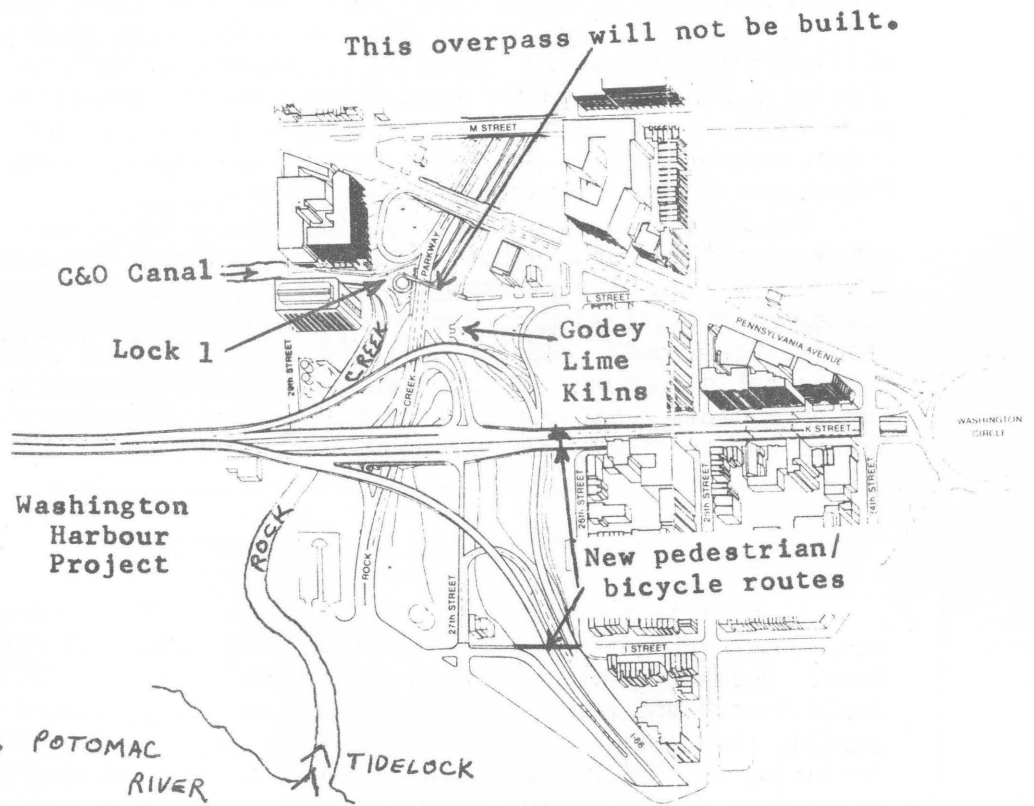 This overpass will not be built.
M STREET
C&O Canal
PARKWAY
L STREET
PENNSYLVANIA AVENUE
Lock 1
Godey
Lime
Kilns
29th STREET
CREEK
CREEK
K STREET
WASHINGTON
CIRCLE
Washington
Harbour
Project
ROCK
ROCK
27th STREET
26th STREET
25th STREET
24th STREET
New pedestrian/
bicycle routes
I STREET
I-66
POTOMAC
RIVER
TIDELOCK